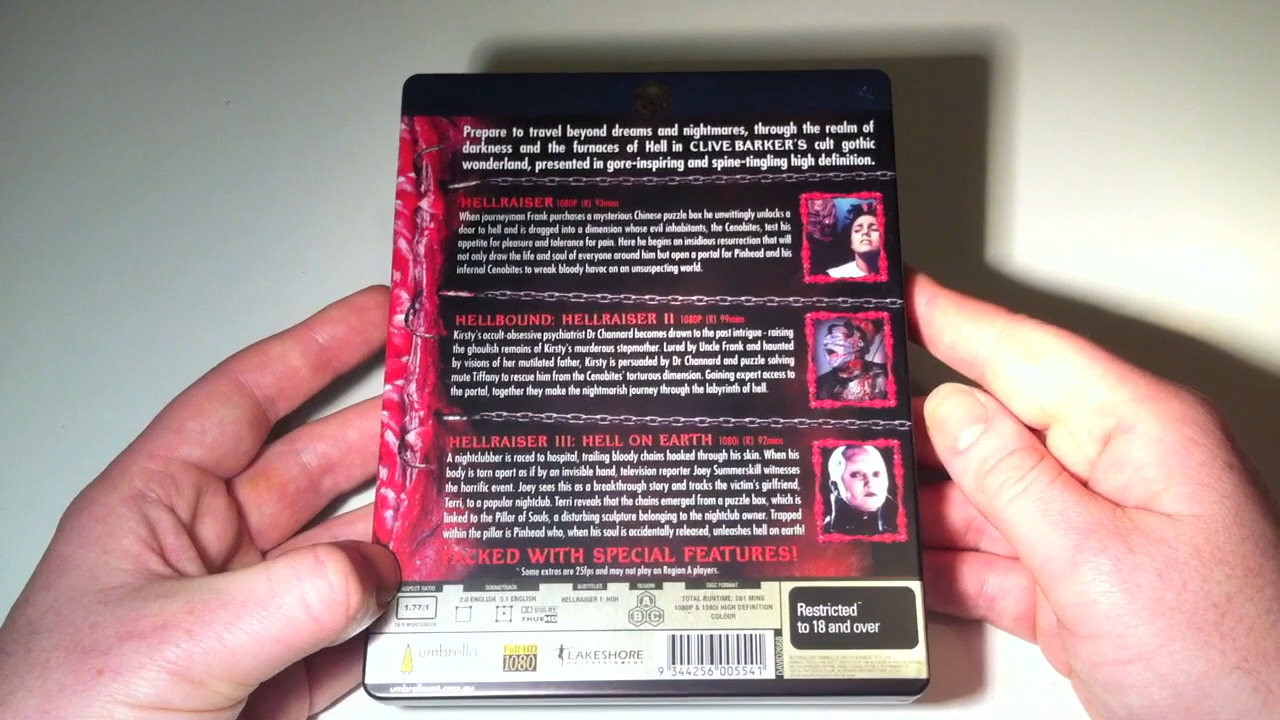 Prepare to travel beyond dreams and nightmares, through the realm of
darkness and the furnaces of Hell in CLIVE BARKER'S cult gothic
wonderland, presented in gore-inspiring and spine-tingling high definition.
HELLRAISER 1080P (R) 93mins
When journeyman Frank purchases a mysterious Chinese puzzle box he unwittingly unlocks a
door to hell and is dragged into a dimension whose evil inhabitants, the Cenobites, test his
appetite for pleasure and tolerance for pain. Here he begins an insidious resurrection that will
not only draw the life and soul of everyone around him but open a portal for Pinhead and his
infernal Cenobites to wreak bloody havoc on an unsuspecting world.
HELLBOUND: HELLRAISER II 1080P (R) 99mins
Kirsty's occult-obsessive psychiatrist Dr Channard becomes drawn to the past intrigue - raising
the ghoulish remains of Kirsty's murderous stepmother. Lured by Uncle Frank and haunted
by visions of her mutilated father, Kirsty is persuaded by Dr Channard and puzzle solving
mute Tiffany to rescue him from the Cenobites' torturous dimension. Gaining expert access to
the portal, together they make the nightmarish journey through the labyrinth of hell.
HELLRAISER III: HELL ON EARTH 1080i (R) 92mins
A nightclubber is raced to hospital, trailing bloody chains hooked through his skin. When his
body is torn apart as if by an invisible hand, television reporter Joey Summerskill witnesses
the horrific event. Joey sees this as a breakthrough story and tracks the victim's girlfriend,
Terri, to a popular nightclub. Terri reveals that the chains emerged from a puzzle box, which is
linked to the Pillar of Souls, a disturbing sculpture belonging to the nightclub owner. Trapped
within the pillar is Pinhead who, when his soul is accidentally released, unleashes hell on earth!
PACKED WITH SPECIAL FEATURES!
* Some extras are 25fps and may not play on Region A players.
ASPECT RATIO SOUNDTRACK SUBTITLES REGION DISC FORMAT
1.77:1
16:9 WIDESCREEN
2.0 ENGLISH 5.1 ENGLISH
DOLBY
TRUEHD
HELLRAISER 1: HOH
A B C
TOTAL RUNTIME: 281 MINS
1080P & 1080i HIGH DEFINITION
COLOUR
Restricted™
to 18 and over
umbrella
Full HD
1080
LAKESHORE
ENTERTAINMENT
9 344256 005541
umbrellaent.com.au